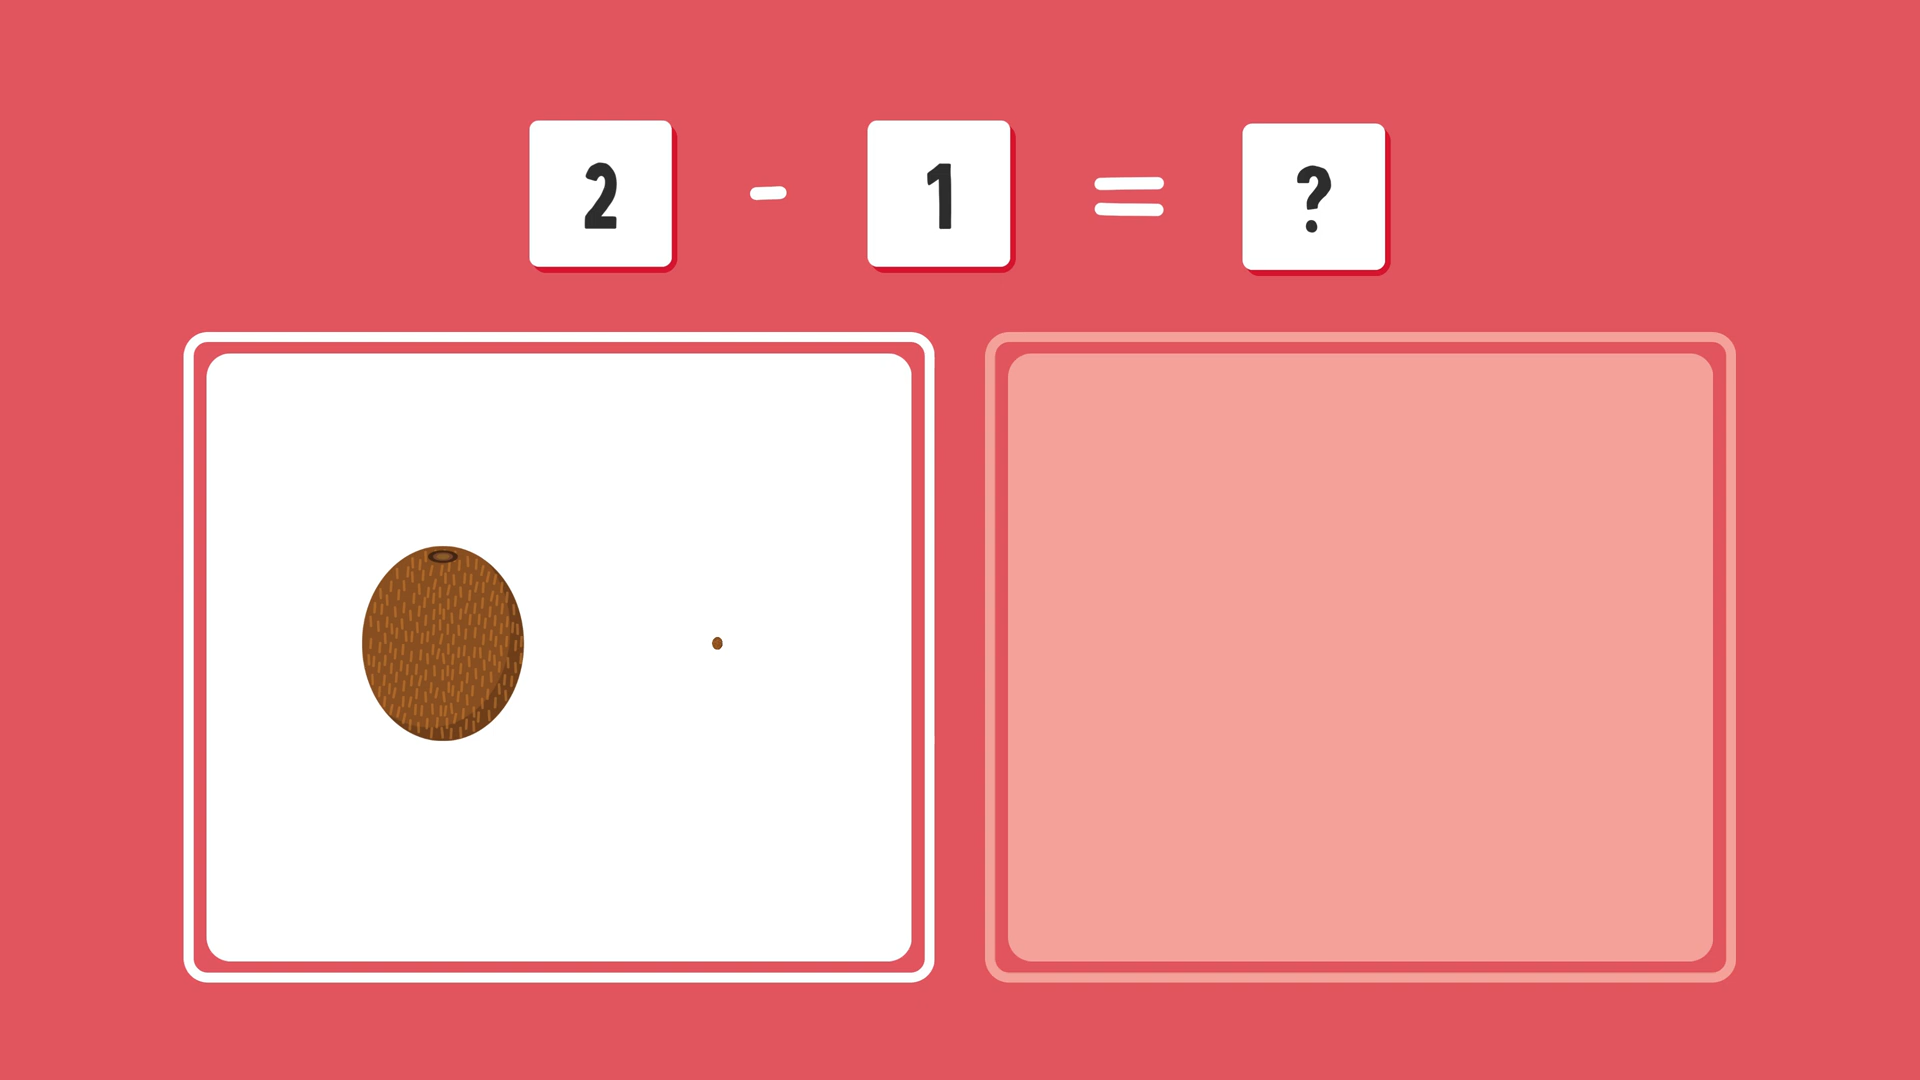 2 - 1 = ?